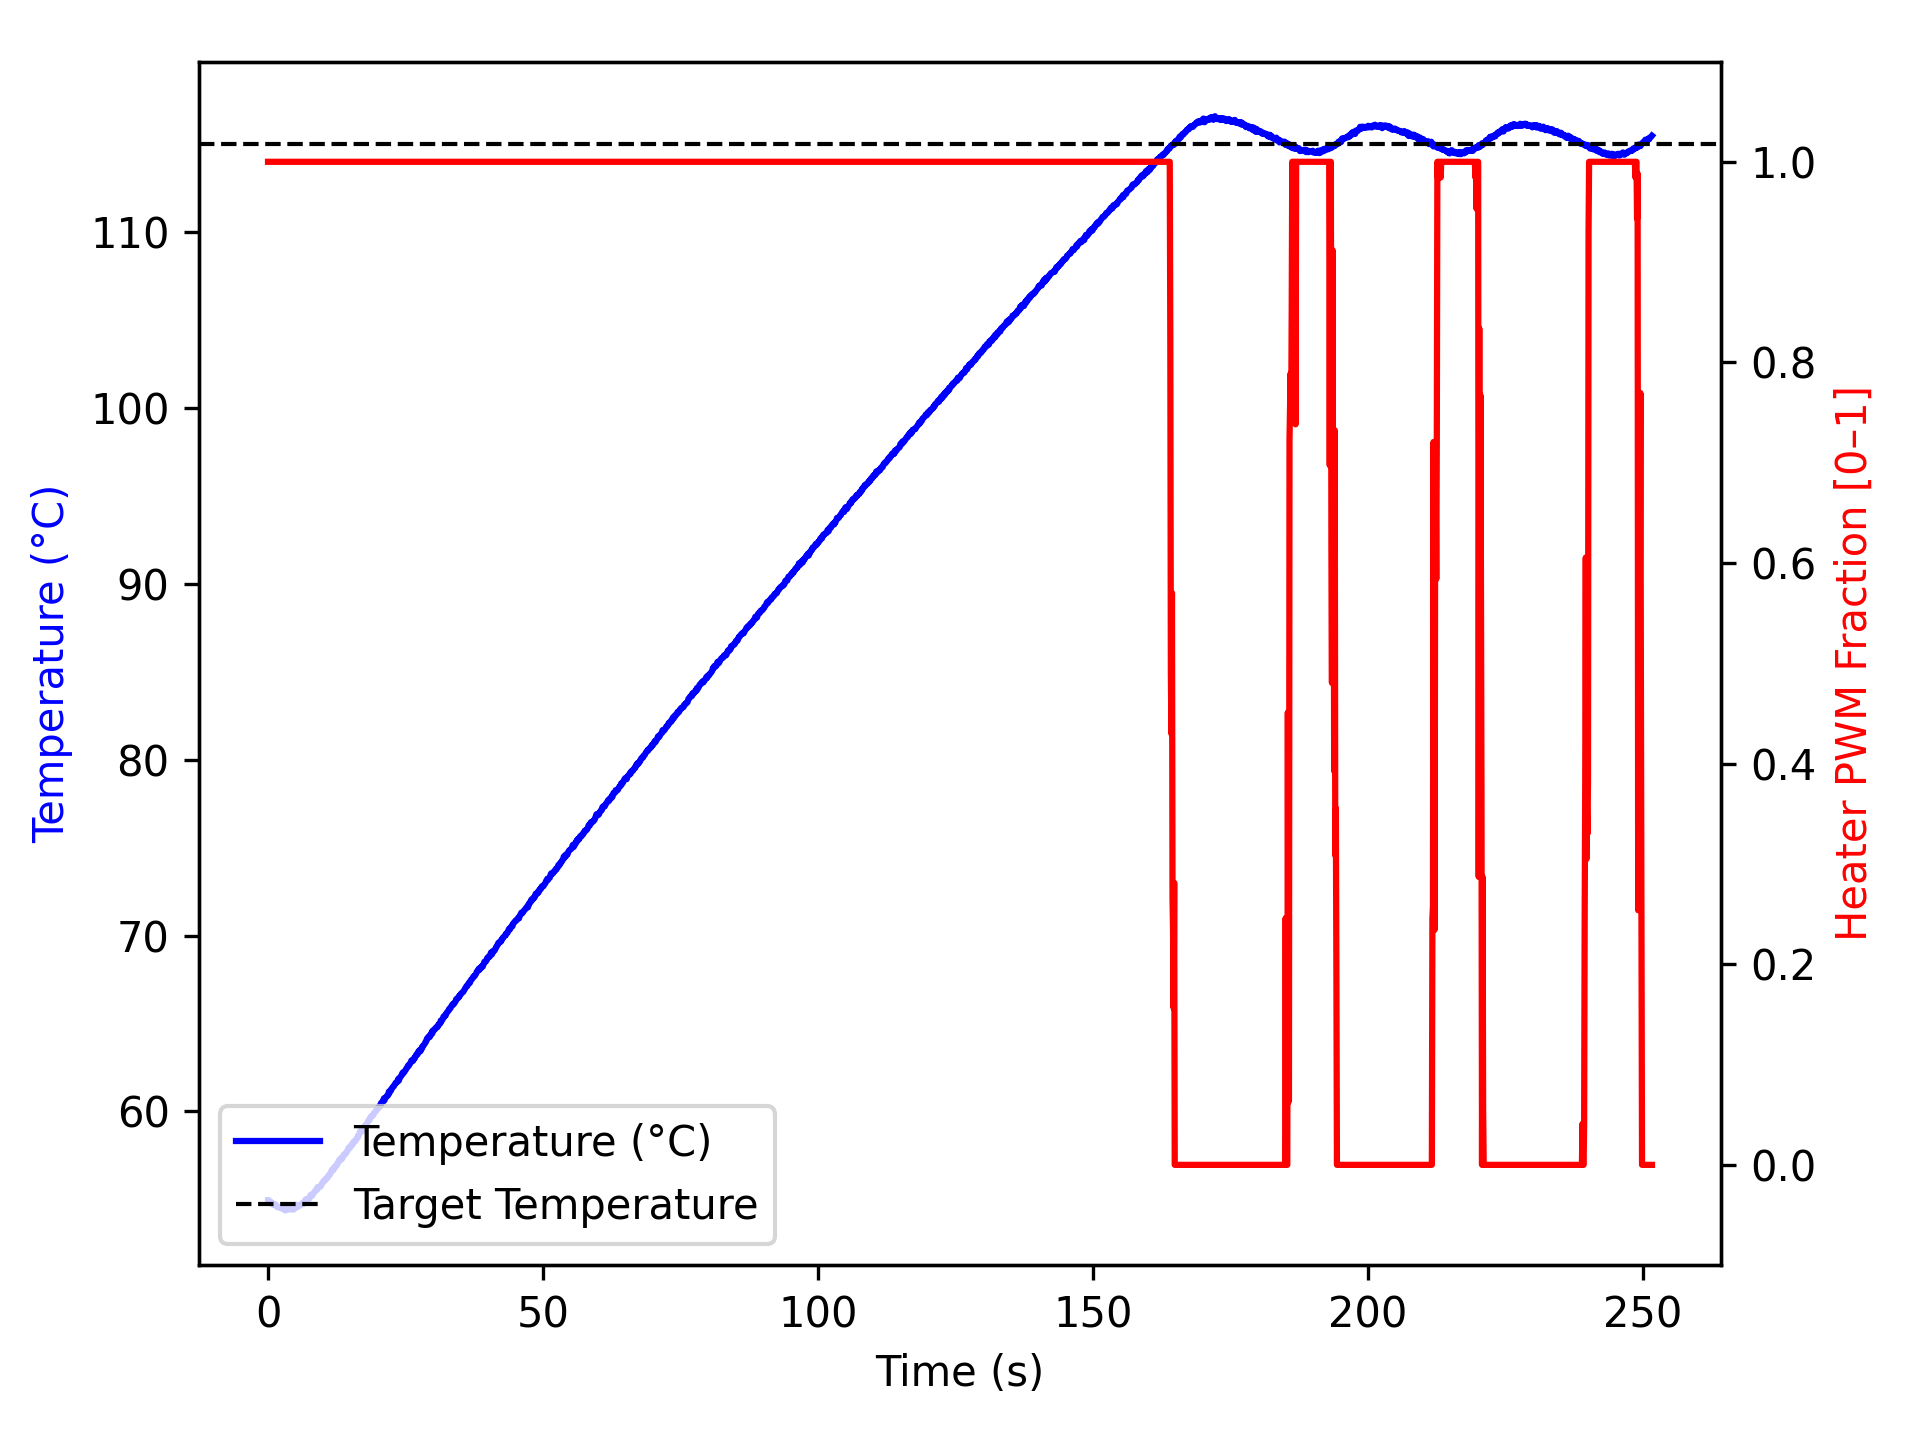 110
100
90
80
70
60
Temperature (°C)
1.0
0.8
0.6
0.4
0.2
0.0
Heater PWM Fraction [0–1]
Temperature (°C)
Target Temperature
0 50 100 150 200 250
Time (s)